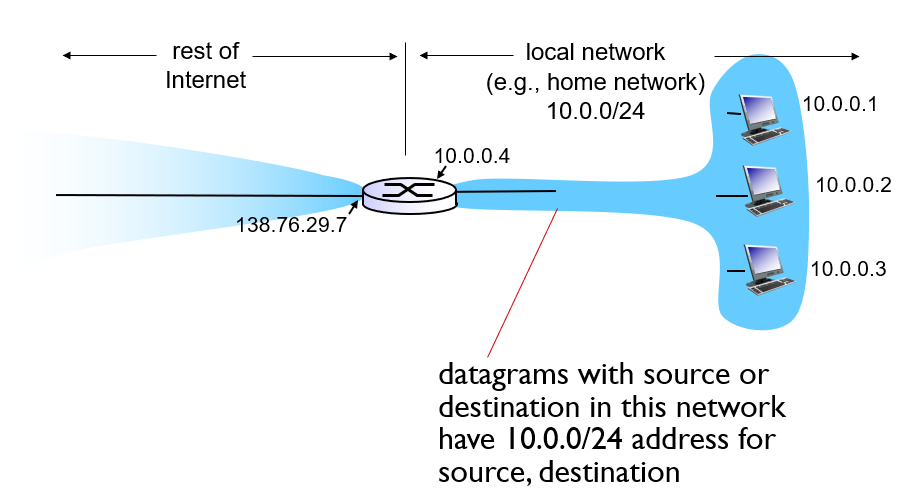 rest of
Internet
local network
(e.g., home network)
10.0.0/24
10.0.0.1
10.0.0.4
10.0.0.2
138.76.29.7
10.0.0.3
datagrams with source or
destination in this network
have 10.0.0/24 address for
source, destination